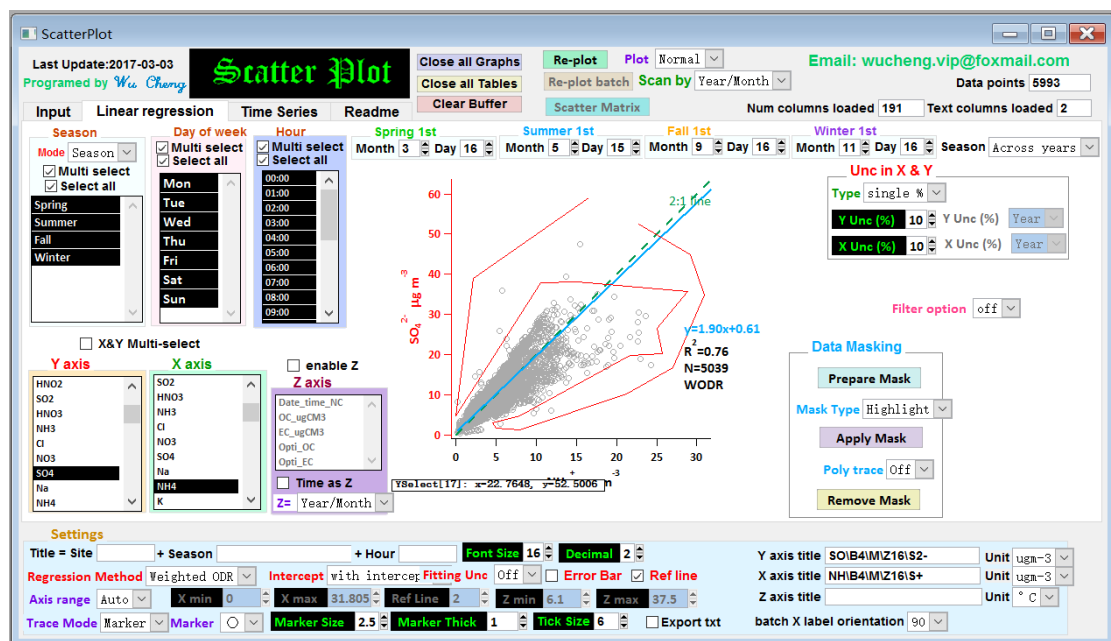 ScatterPlot
Last Update:2017-03-03
Programed by Wu Cheng
Scatter Plot
Close all Graphs
Close all Tables
Clear Buffer
Re-plot Plot Normal
Re-plot batch Scan by Year/Month
Scatter Matrix
Email: wucheng.vip@foxmail.com
Data points 5993
Num columns loaded 191 Text columns loaded 2
Input Linear regression Time Series Readme
Season
Mode Season
Multi select
Select all
Spring
Summer
Fall
Winter
Day of week
Multi select
Select all
Mon
Tue
Wed
Thu
Fri
Sat
Sun
Hour
Multi select
Select all
00:00
01:00
02:00
03:00
04:00
05:00
06:00
07:00
08:00
09:00
Spring 1st
Month 3 Day 16
Summer 1st
Month 5 Day 15
Fall 1st
Month 9 Day 16
Winter 1st
Month 11 Day 16
Season Across years
Unc in X & Y
Type single %
Y Unc (%) 10 Y Unc (%) Year
X Unc (%) 10 X Unc (%) Year
Filter option off
60
50
40
30
20
10
0
SO4 2- μg m -3
2:1 line
y=1.90x+0.61
R2=0.76
N=5039
WODR
0 5 10 15 20 25 30
+ -3
m
YSelect[17]: x=22.7648, y=52.5006
X&Y Multi-select
Y axis
HNO2
SO2
HNO3
NH3
Cl
NO3
SO4
Na
NH4
X axis
SO2
HNO3
NH3
Cl
NO3
SO4
Na
NH4
K
enable Z
Z axis
Date_time_NC
OC_ugCM3
EC_ugCM3
Opti_OC
Opti_EC
Time as Z
Z= Year/Month
Data Masking
Prepare Mask
Mask Type Highlight
Apply Mask
Poly trace Off
Remove Mask
Settings
Title = Site + Season + Hour Font Size 16 Decimal 2
Regression Method Weighted ODR Intercept with intercep Fitting Unc Off Error Bar Ref line
Axis range Auto X min 0 X max 31.805 Ref Line 2 Z min 6.1 Z max 37.5
Trace Mode Marker Marker Marker Size 2.5 Marker Thick 1 Tick Size 6 Export txt
Y axis title SO\B4\M\Z16\S2- Unit ugm-3
X axis title NH\B4\M\Z16\S+ Unit ugm-3
Z axis title Unit °C
batch X label orientation 90